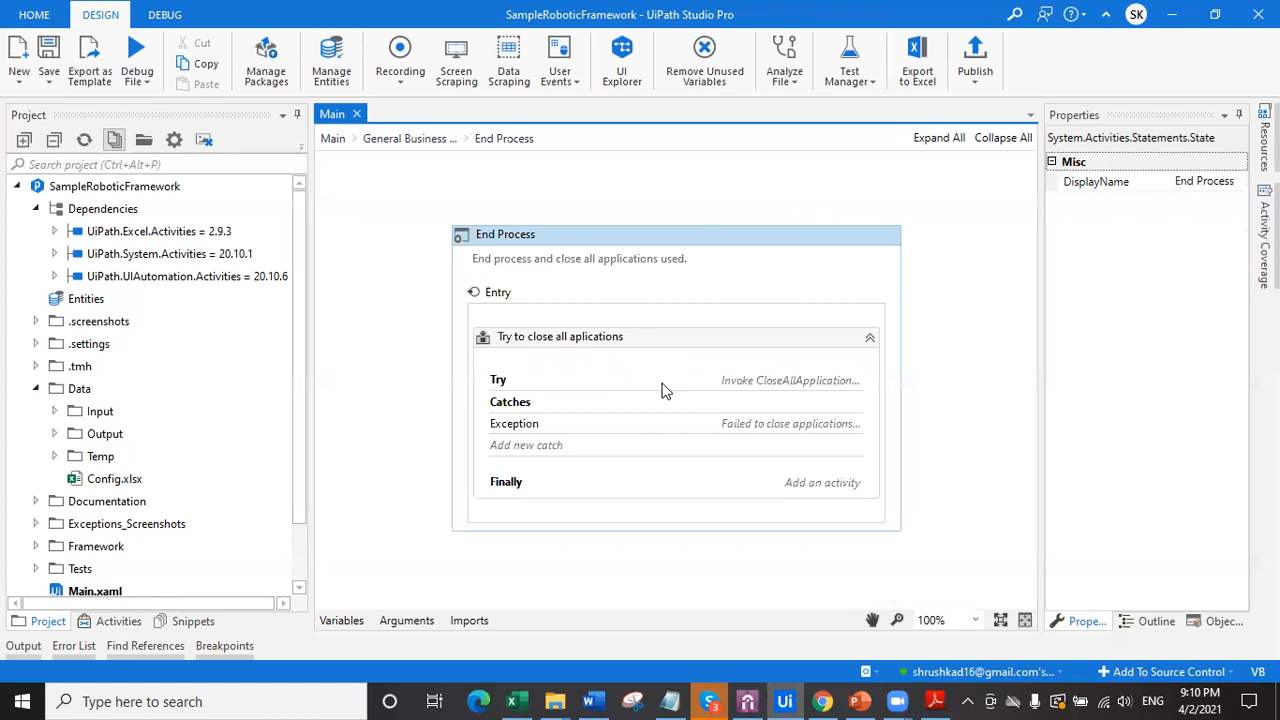 HOME
DESIGN
DEBUG
SampleRoboticFramework - UiPath Studio Pro
SK
New
Save
Export as Template
Debug File
Cut
Copy
Paste
Manage Packages
Manage Entities
Recording
Screen Scraping
Data Scraping
User Events
UI Explorer
Remove Unused Variables
Analyze File
Test Manager
Export to Excel
Publish
Project
Search project (Ctrl+Alt+P)
SampleRoboticFramework
Dependencies
UiPath.Excel.Activities = 2.9.3
UiPath.System.Activities = 20.10.1
UiPath.UIAutomation.Activities = 20.10.6
Entities
.screenshots
.settings
.tmh
Data
Input
Output
Temp
Config.xlsx
Documentation
Exceptions_Screenshots
Framework
Tests
Main.xaml
Project
Activities
Snippets
Main
Main > General Business ... > End Process
Expand All
Collapse All
End Process
End process and close all applications used.
Entry
Try to close all aplications
Try
Invoke CloseAllApplication...
Catches
Exception
Failed to close applications...
Add new catch
Finally
Add an activity
Variables
Arguments
Imports
100%
Properties
System.Activities.Statements.State
Misc
DisplayName
End Process
Prope...
Outline
Objec...
Resources
Activity Coverage
Output
Error List
Find References
Breakpoints
shrushkad16@gmail.com's...
Add To Source Control
VB
Type here to search
3
ENG
9:10 PM
4/2/2021